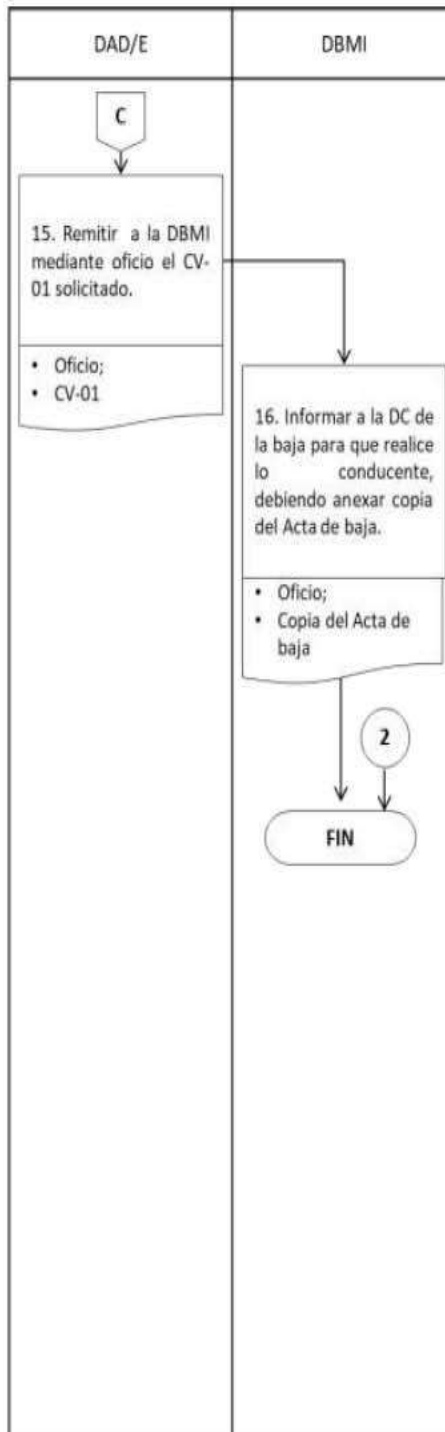 DAD/E
DBMI
C
15. Remitir a la DBMI
mediante oficio el CV-
01 solicitado.
• Oficio;
• CV-01
16. Informar a la DC de
la baja para que realice
lo conducente,
debiendo anexar copia
del Acta de baja.
• Oficio;
• Copia del Acta de
baja
2
FIN